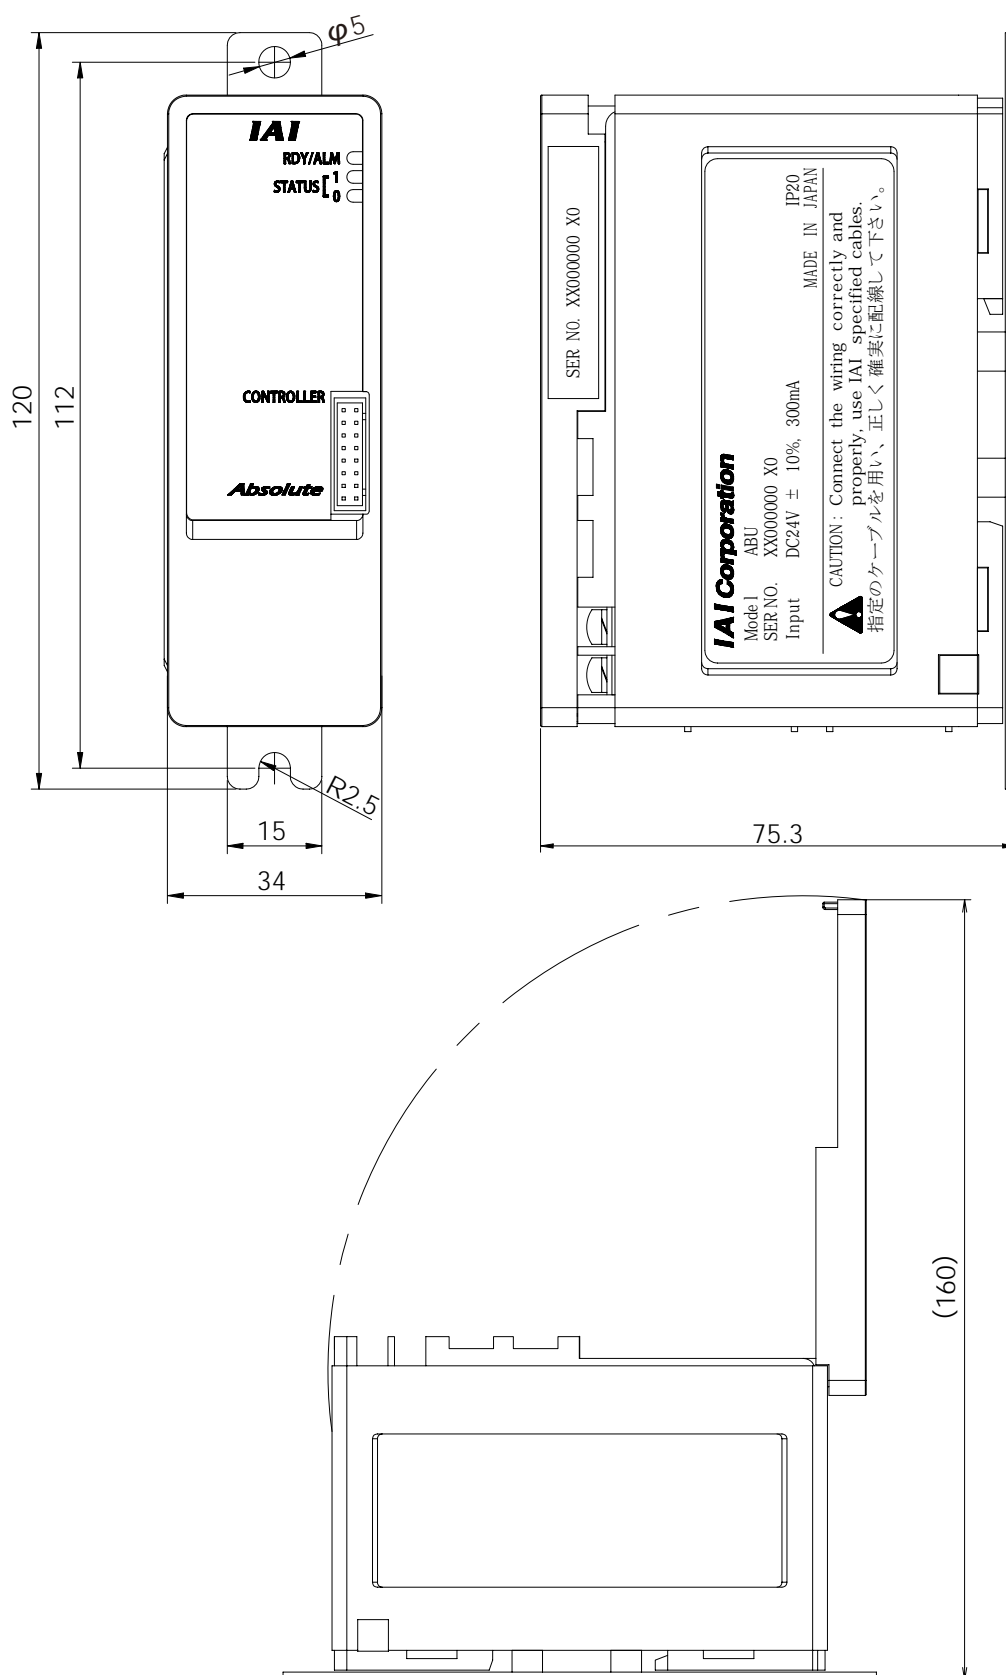 φ5
IAI
RDY/ALM
STATUS
1
0
CONTROLLER
Absolute
120
112
R2.5
15
34
SER NO. XX000000 X0
IAI Corporation
Model ABU
SER NO. XX000000 X0
Input DC24V ± 10%, 300mA
IP20
MADE IN JAPAN
CAUTION: Connect the wiring correctly and
properly, use IAI specified cables.
指定のケーブルを用い、正しく確実に配線して下さい。
75.3
(160)